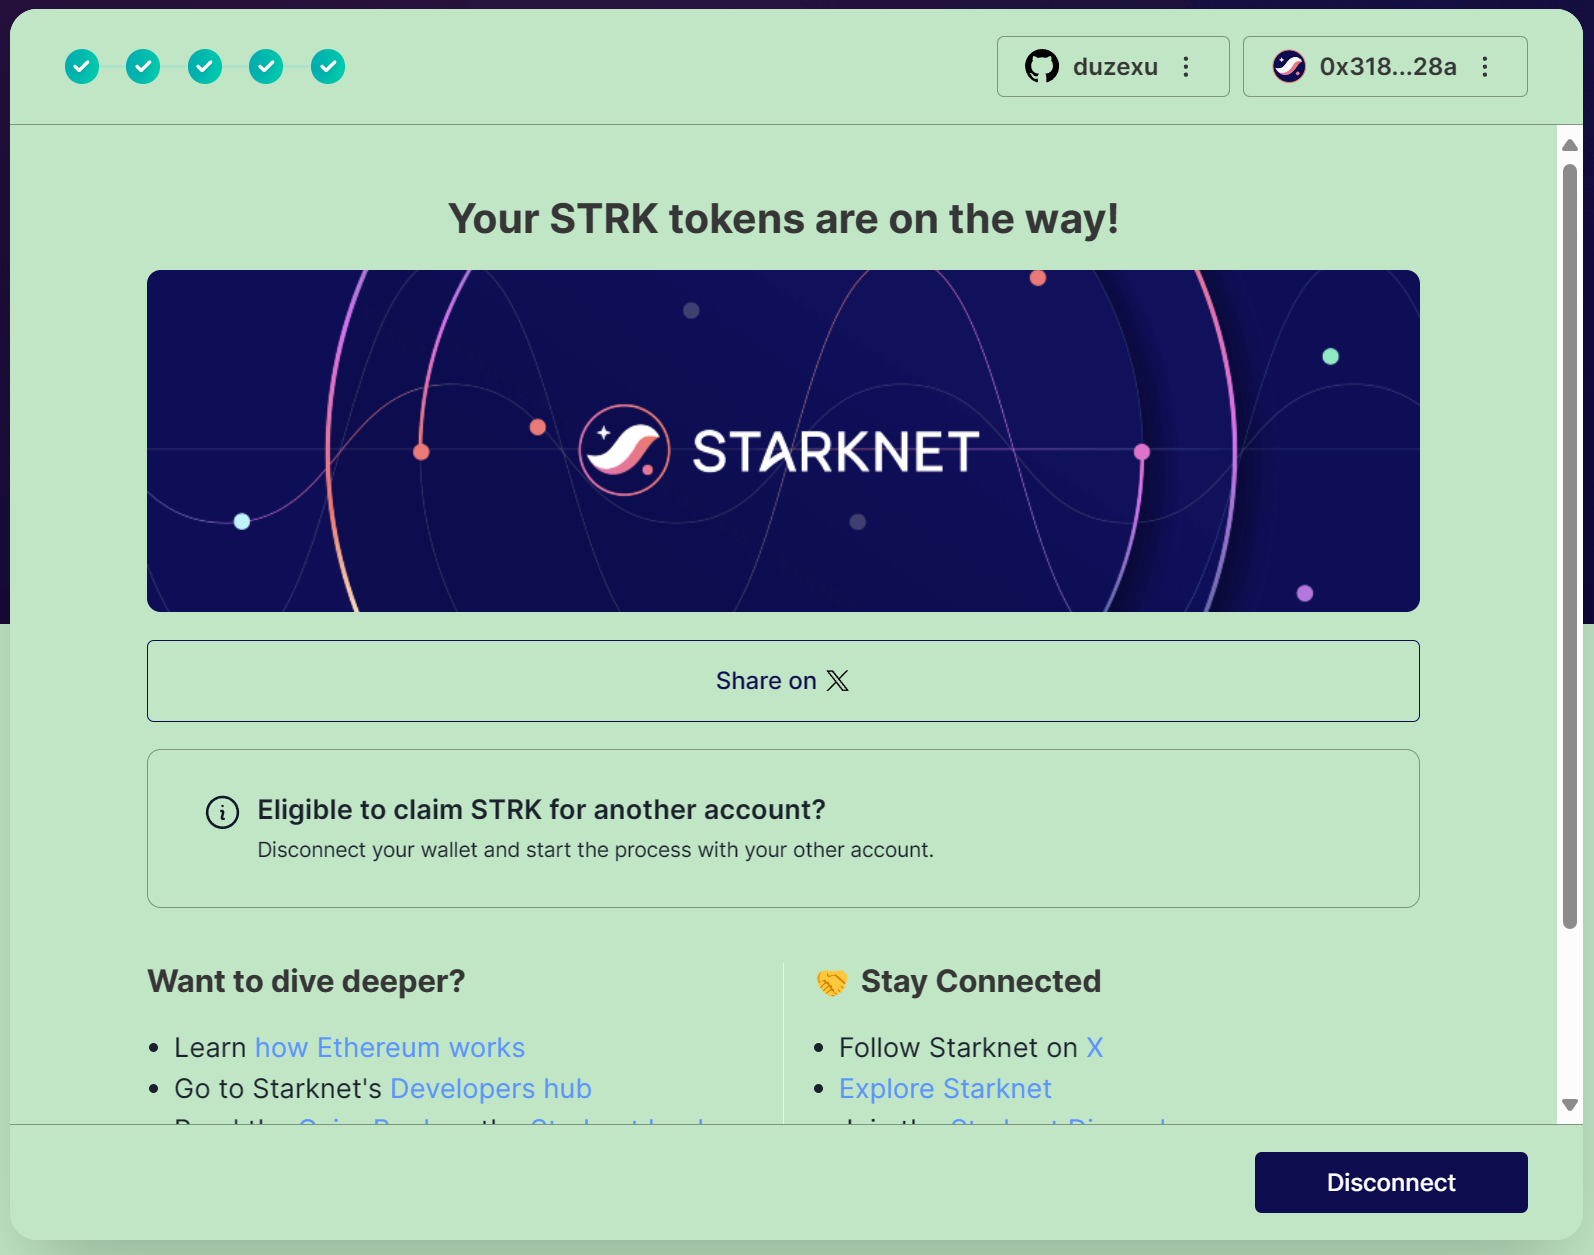 duzexu
0x318...28a
Your STRK tokens are on the way!
STARKNET
Share on X
Eligible to claim STRK for another account?
Disconnect your wallet and start the process with your other account.
Want to dive deeper?
Learn how Ethereum works
Go to Starknet's Developers hub
Stay Connected
Follow Starknet on X
Explore Starknet
Disconnect